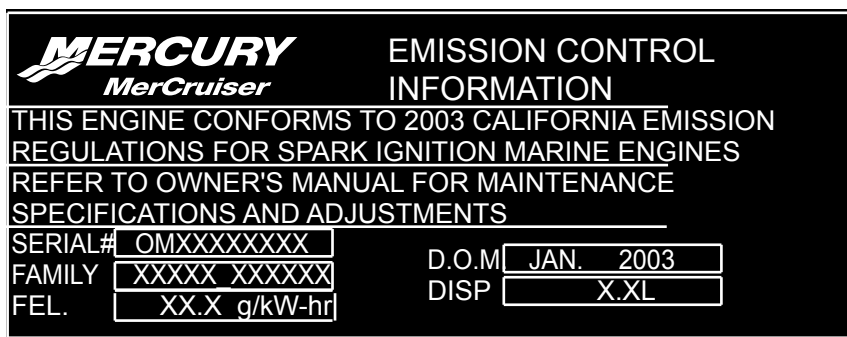 MERCURY
MerCruiser
EMISSION CONTROL
INFORMATION
THIS ENGINE CONFORMS TO 2003 CALIFORNIA EMISSION
REGULATIONS FOR SPARK IGNITION MARINE ENGINES
REFER TO OWNER'S MANUAL FOR MAINTENANCE
SPECIFICATIONS AND ADJUSTMENTS
SERIAL# OMXXXXXXXX
FAMILY XXXXX_XXXXXX
FEL. XX.X g/kW-hr
D.O.M JAN. 2003
DISP X.XL